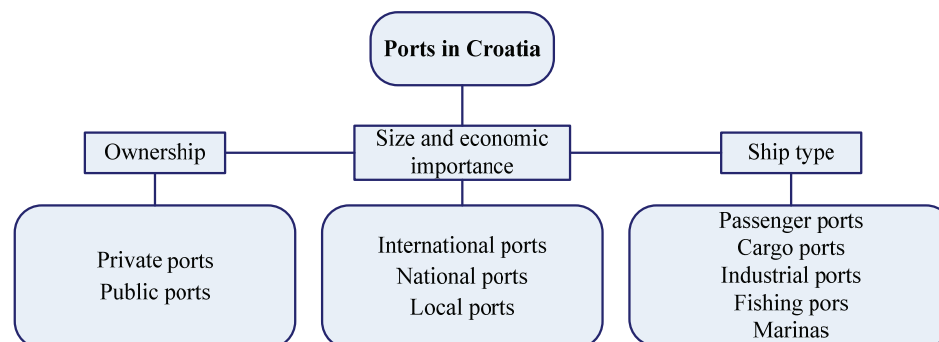 Ports in Croatia
Ownership
Size and economic
importance
Ship type
Private ports
Public ports
International ports
National ports
Local ports
Passenger ports
Cargo ports
Industrial ports
Fishing pors
Marinas